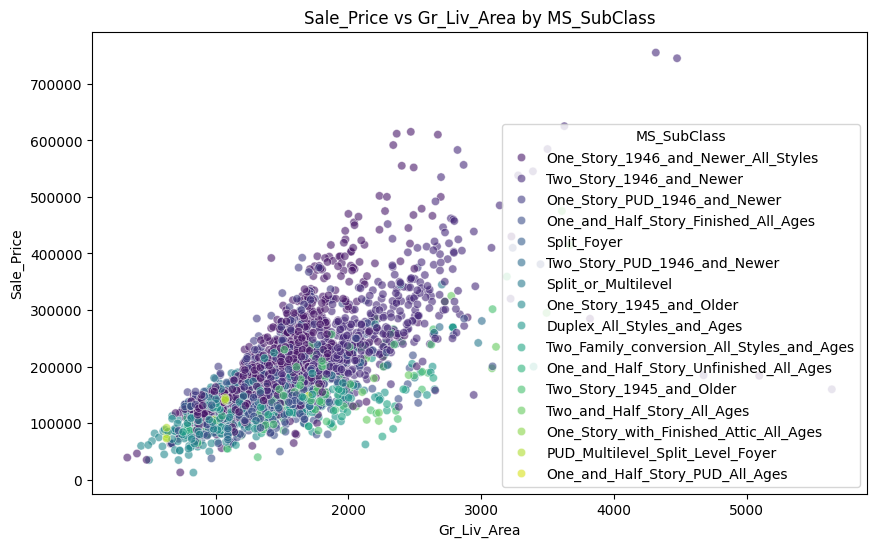 Sale_Price vs Gr_Liv_Area by MS_SubClass
Sale_Price
700000
600000
500000
400000
300000
200000
100000
0
MS_SubClass
One_Story_1946_and_Newer_All_Styles
Two_Story_1946_and_Newer
One_Story_PUD_1946_and_Newer
One_and_Half_Story_Finished_All_Ages
Split_Foyer
Two_Story_PUD_1946_and_Newer
Split_or_Multilevel
One_Story_1945_and_Older
Duplex_All_Styles_and_Ages
Two_Family_conversion_All_Styles_and_Ages
One_and_Half_Story_Unfinished_All_Ages
Two_Story_1945_and_Older
Two_and_Half_Story_All_Ages
One_Story_with_Finished_Attic_All_Ages
PUD_Multilevel_Split_Level_Foyer
One_and_Half_Story_PUD_All_Ages
1000 2000 3000 4000 5000
Gr_Liv_Area